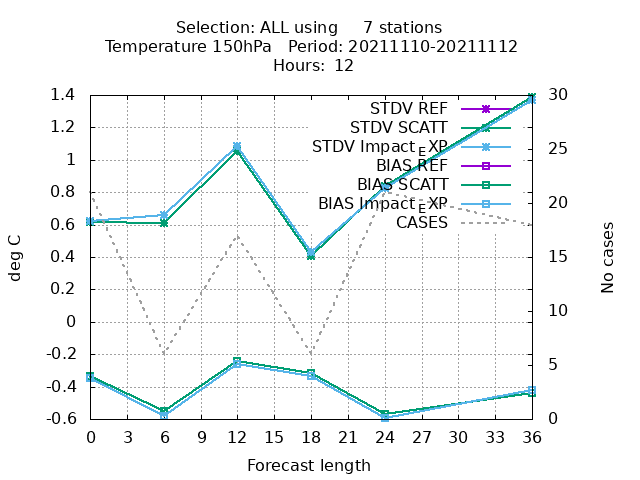 Selection: ALL using 7 stations
Temperature 150hPa Period: 20211110-20211112
Hours: 12
1.4
1.2
1
0.8
0.6
0.4
0.2
0
-0.2
-0.4
-0.6
deg C
30
25
20
15
10
5
0
No cases
STDV REF
STDV SCATT
STDV Impact_EXP
BIAS REF
BIAS SCATT
BIAS Impact_EXP
CASES
0 3 6 9 12 15 18 21 24 27 30 33 36
Forecast length